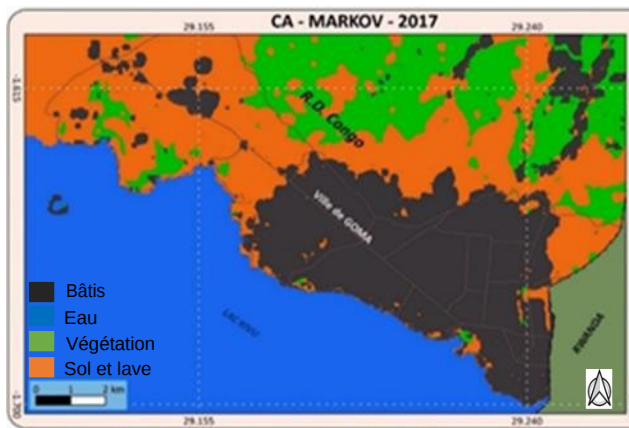 CA - MARKOV - 2017
29.155 29.240
-1.615
R.D. Congo
Ville de GOMA
LAC KIVU
RWANDA
Bâtis
Eau
Végétation
Sol et lave
0 1 2 km
-1.700
29.155 29.240